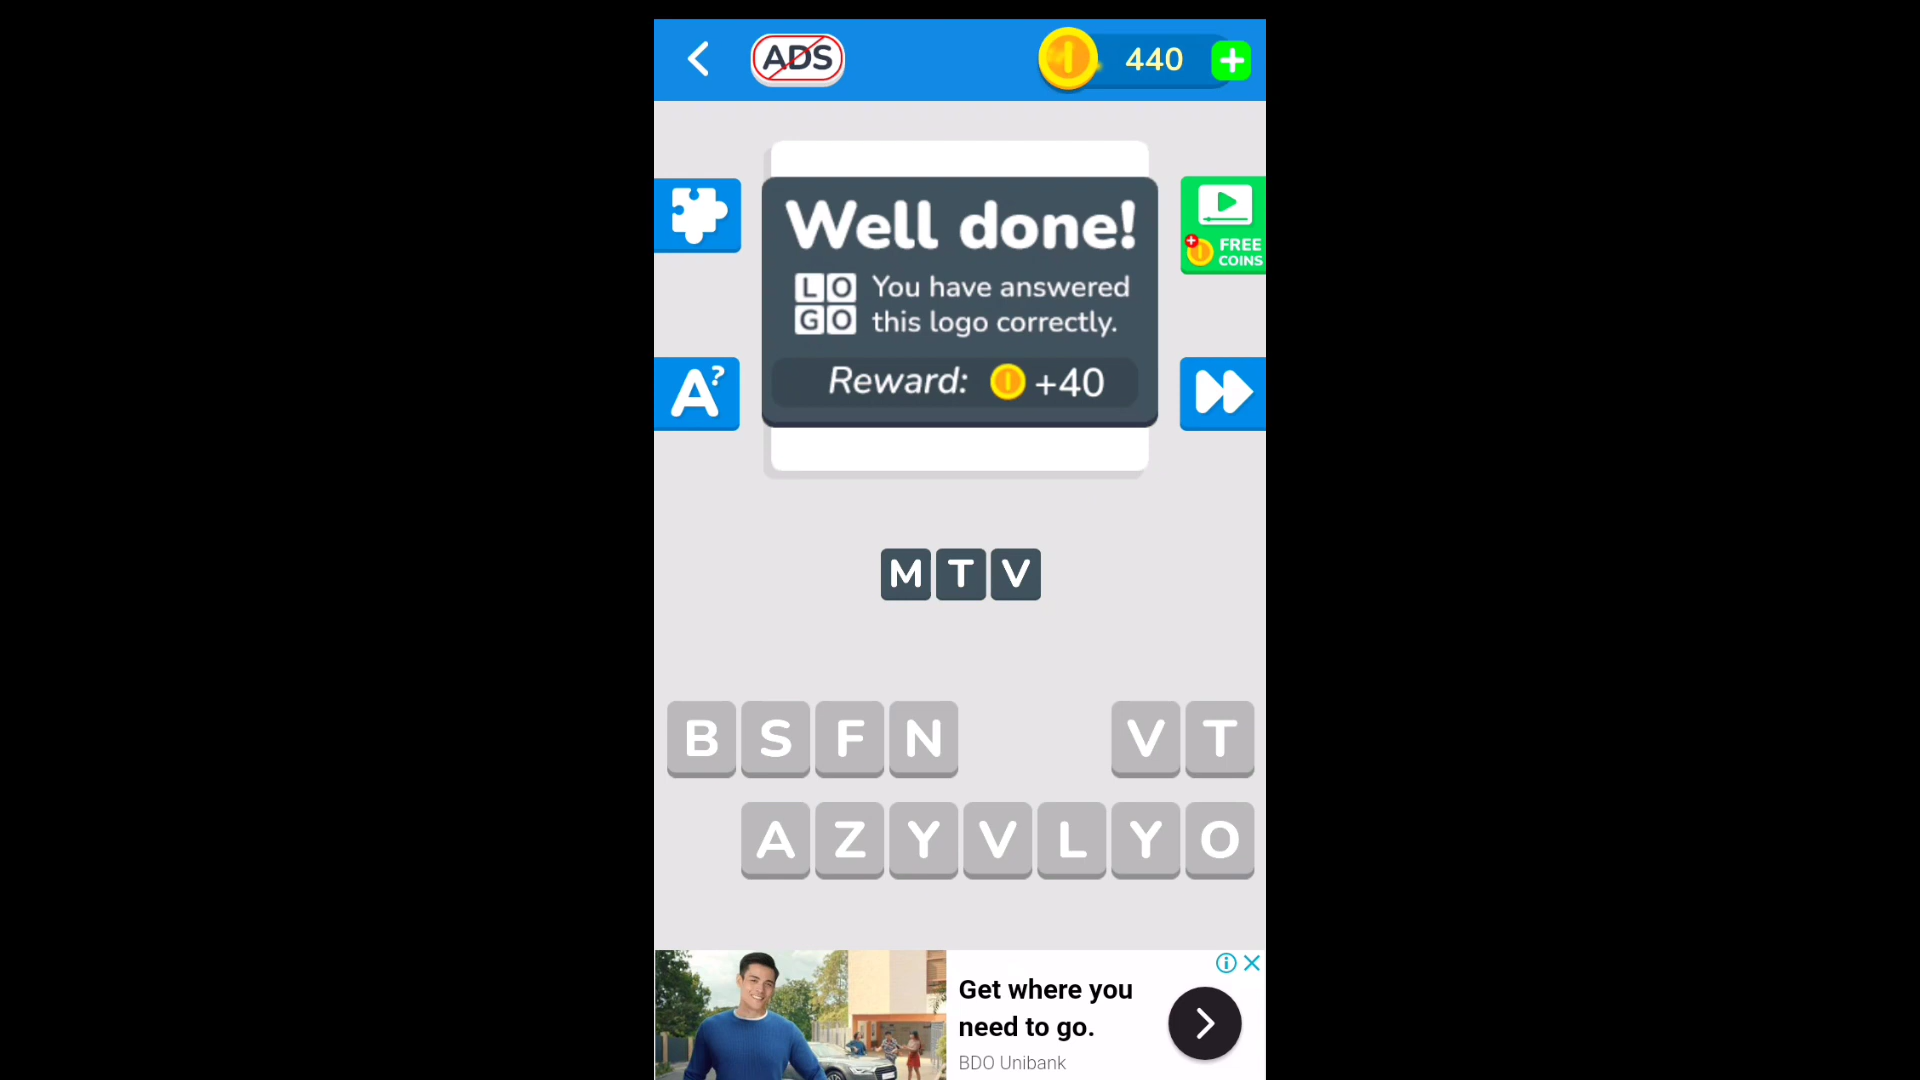 ADS
440
Well done!
LO
GO
You have answered
this logo correctly.
Reward: +40
FREE
COINS
A?
MTV
B S F N V T
A Z Y V L Y O
Get where you
need to go.
BDO Unibank